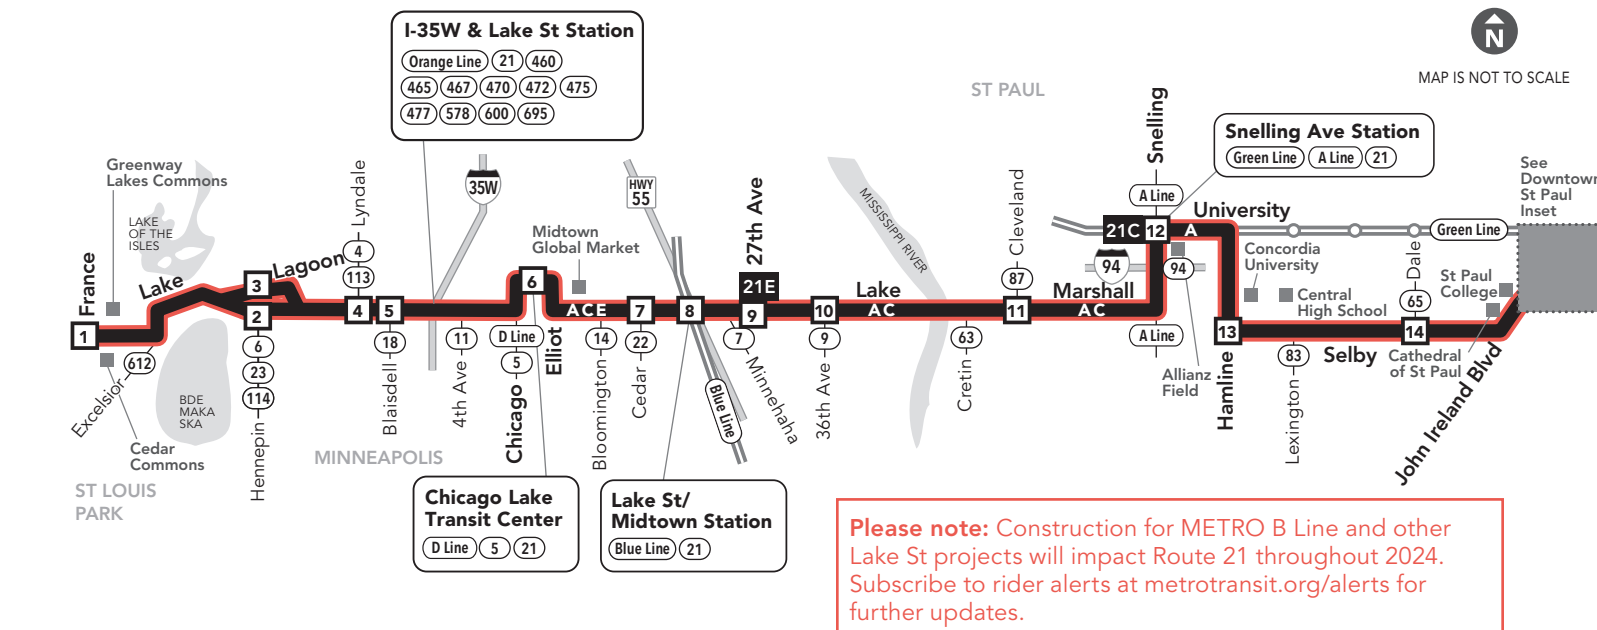 I-35W & Lake St Station
Orange Line 21 460
465 467 470 472 475
477 578 600 695
N
MAP IS NOT TO SCALE
ST PAUL
Snelling
Snelling Ave Station
Green Line A Line 21
See
Downtown
St Paul
Inset
Greenway
Lakes Commons
LAKE
OF THE
ISLES
Lyndale
4
113
35W
HWY
55
27th Ave
MISSISSIPPI RIVER
Cleveland
87
A Line
University
21C 12 A
Green Line
94
94
Concordia
University
Central
High School
Dale
65
St Paul
College
France
Lake
Lagoon
Midtown
Global Market
21E
Lake
Marshall
1
3
2
4
5
6
A C E
7
8
9
10
A C
11
A C
13
14
Selby
612
Excelsior
6
23
114
Hennepin
18
Blaisdell
11
4th Ave
D Line
5
Chicago
Elliot
14
Bloomington
22
Cedar
Blue Line
7
Minnehaha
9
36th Ave
63
Cretin
A Line
Allianz
Field
Hamline
83
Lexington
Cathedral
of St Paul
John Ireland Blvd
BDE
MAKA
SKA
Cedar
Commons
MINNEAPOLIS
ST LOUIS
PARK
Chicago Lake
Transit Center
D Line 5 21
Lake St/
Midtown Station
Blue Line 21
Please note: Construction for METRO B Line and other
Lake St projects will impact Route 21 throughout 2024.
Subscribe to rider alerts at metrotransit.org/alerts for
further updates.